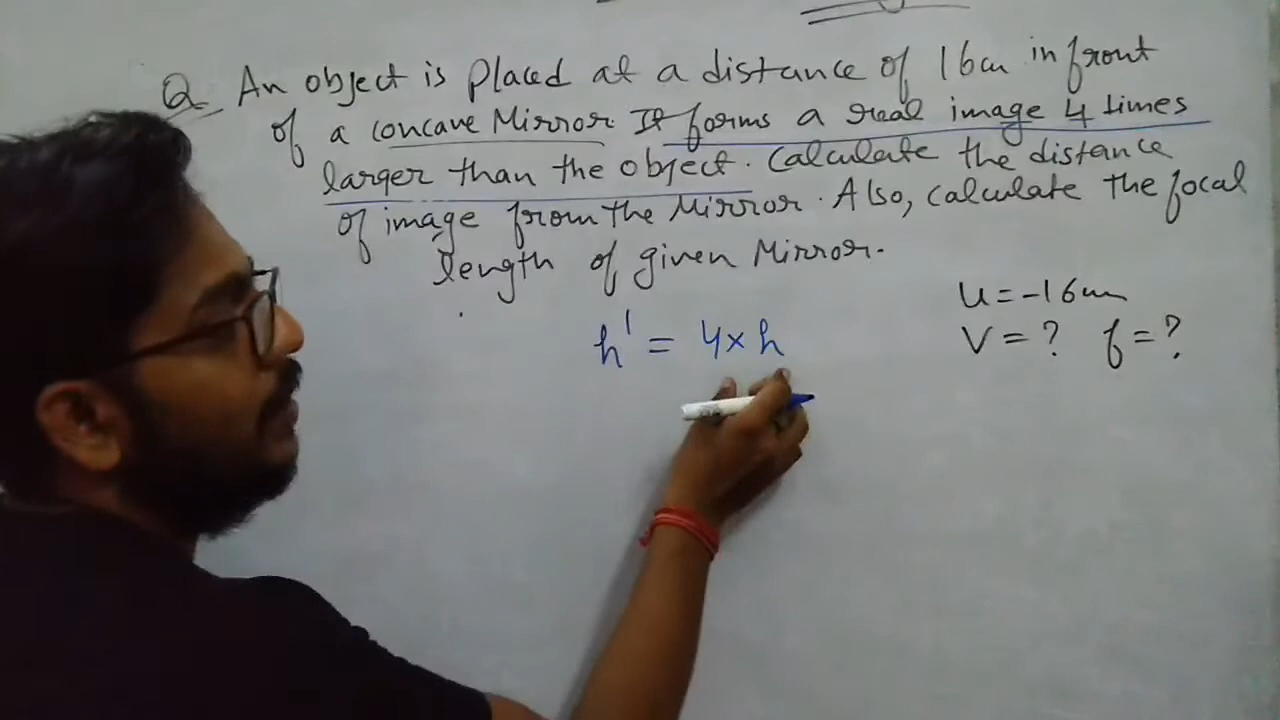 Q. An object is placed at a distance of 16cm in front
of a concave Mirror It forms a real image 4 times
larger than the object. Calculate the distance
of image from the Mirror. Also, calculate the focal
length of given Mirror.
u = -16cm
h' = 4 × h
v = ? f = ?